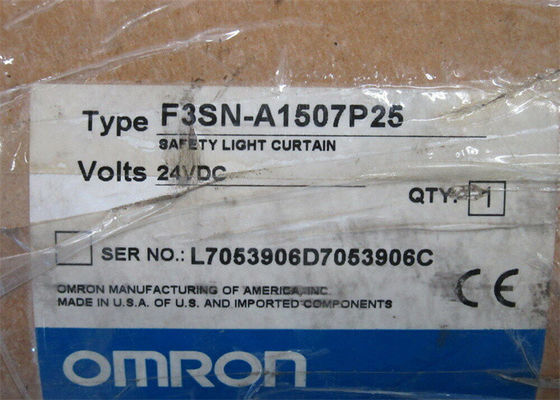 Type F3SN-A1507P25
SAFETY LIGHT CURTAIN
Volts 24VDC
QTY: 1
SER NO.: L7053906D7053906C
OMRON MANUFACTURING OF AMERICA, INC.
MADE IN U.S.A. OF U.S. AND IMPORTED COMPONENTS
CE
OMRON